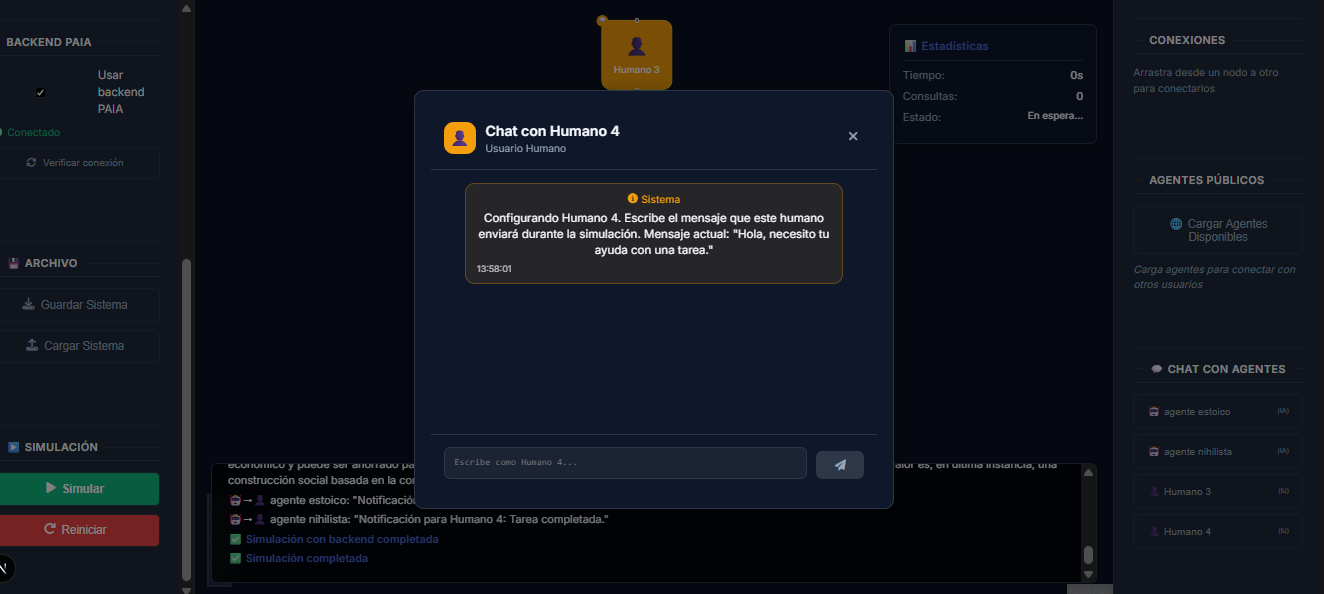 BACKEND PAIA
Usar
backend
PAIA
Conectado
Verificar conexión
ARCHIVO
Guardar Sistema
Cargar Sistema
SIMULACIÓN
Simular
Reiniciar
N
Humano 3
Estadísticas
Tiempo: 0s
Consultas: 0
Estado: En espera...
Chat con Humano 4
Usuario Humano
Sistema
Configurando Humano 4. Escribe el mensaje que este humano
enviará durante la simulación. Mensaje actual: "Hola, necesito tu
ayuda con una tarea."
13:58:01
Escribe como Humano 4...
económico y puede ser ahorrado
valor es, en última instancia, una
construcción social basada en la
agente estoico: "Notificación
agente nihilista: "Notificación para Humano 4: Tarea completada."
Simulación con backend completada
Simulación completada
CONEXIONES
Arrastra desde un nodo a otro
para conectarlos
AGENTES PÚBLICOS
Cargar Agentes
Disponibles
Carga agentes para conectar con
otros usuarios
CHAT CON AGENTES
agente estoico (IA)
agente nihilista (IA)
Humano 3
Humano 4